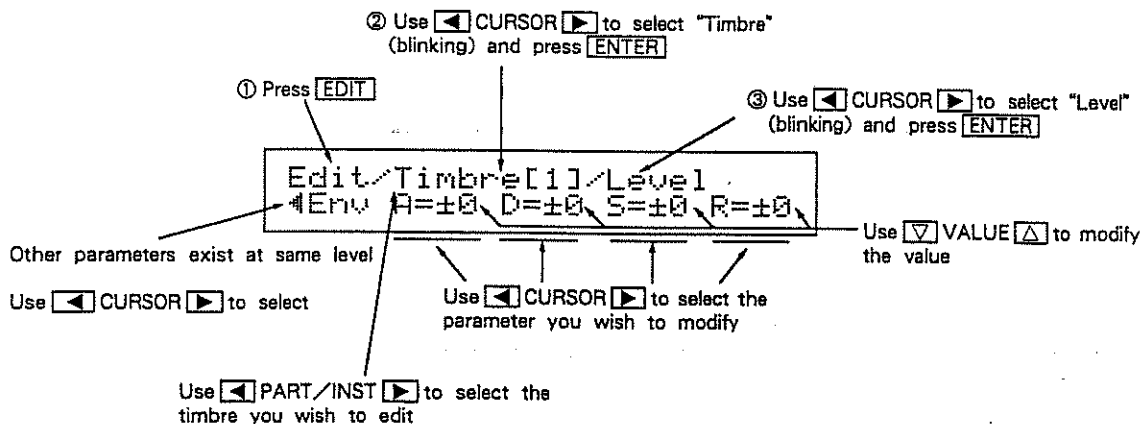 ② Use ◀ CURSOR ▶ to select "Timbre"
(blinking) and press ENTER
① Press EDIT
③ Use ◀ CURSOR ▶ to select "Level"
(blinking) and press ENTER
Edit/Timbre[1]/Level
◀Env A=±0 D=±0 S=±0 R=±0
Other parameters exist at same level
Use ◀ CURSOR ▶ to select
Use ▽ VALUE △ to modify
the value
Use ◀ CURSOR ▶ to select the
parameter you wish to modify
Use ◀ PART/INST ▶ to select the
timbre you wish to edit